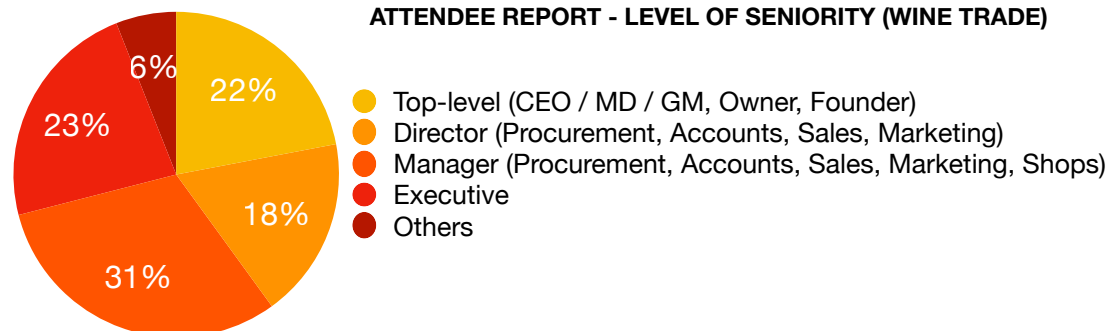 ATTENDEE REPORT - LEVEL OF SENIORITY (WINE TRADE)
6%
22%
23%
18%
31%
Top-level (CEO / MD / GM, Owner, Founder)
Director (Procurement, Accounts, Sales, Marketing)
Manager (Procurement, Accounts, Sales, Marketing, Shops)
Executive
Others